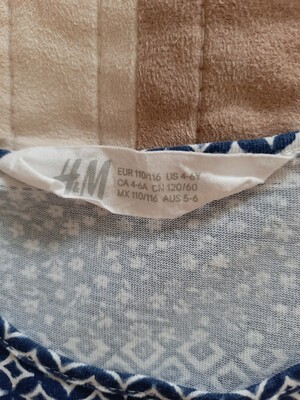 H&M
EUR 110/116 US 4-6Y
CA 4-6A CN 120/60
MX 110/116 AUS 5-6